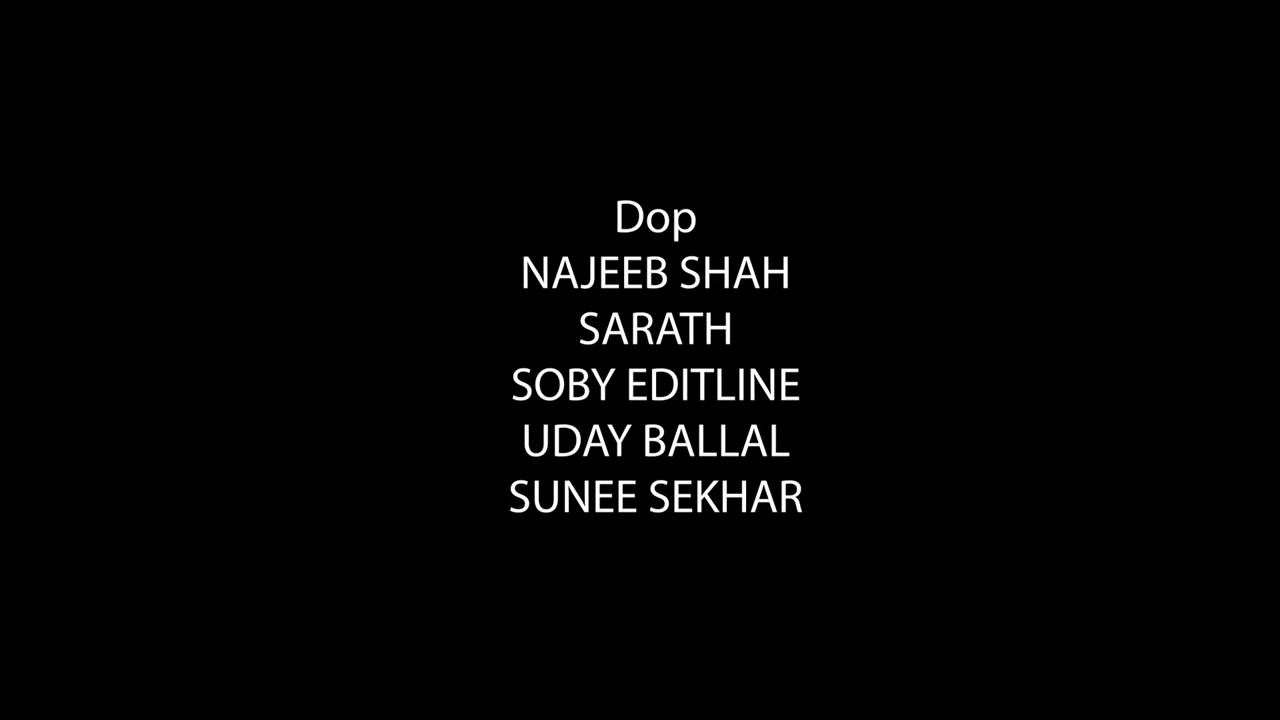 Dop
NAJEEB SHAH
SARATH
SOBY EDITLINE
UDAY BALLAL
SUNEE SEKHAR